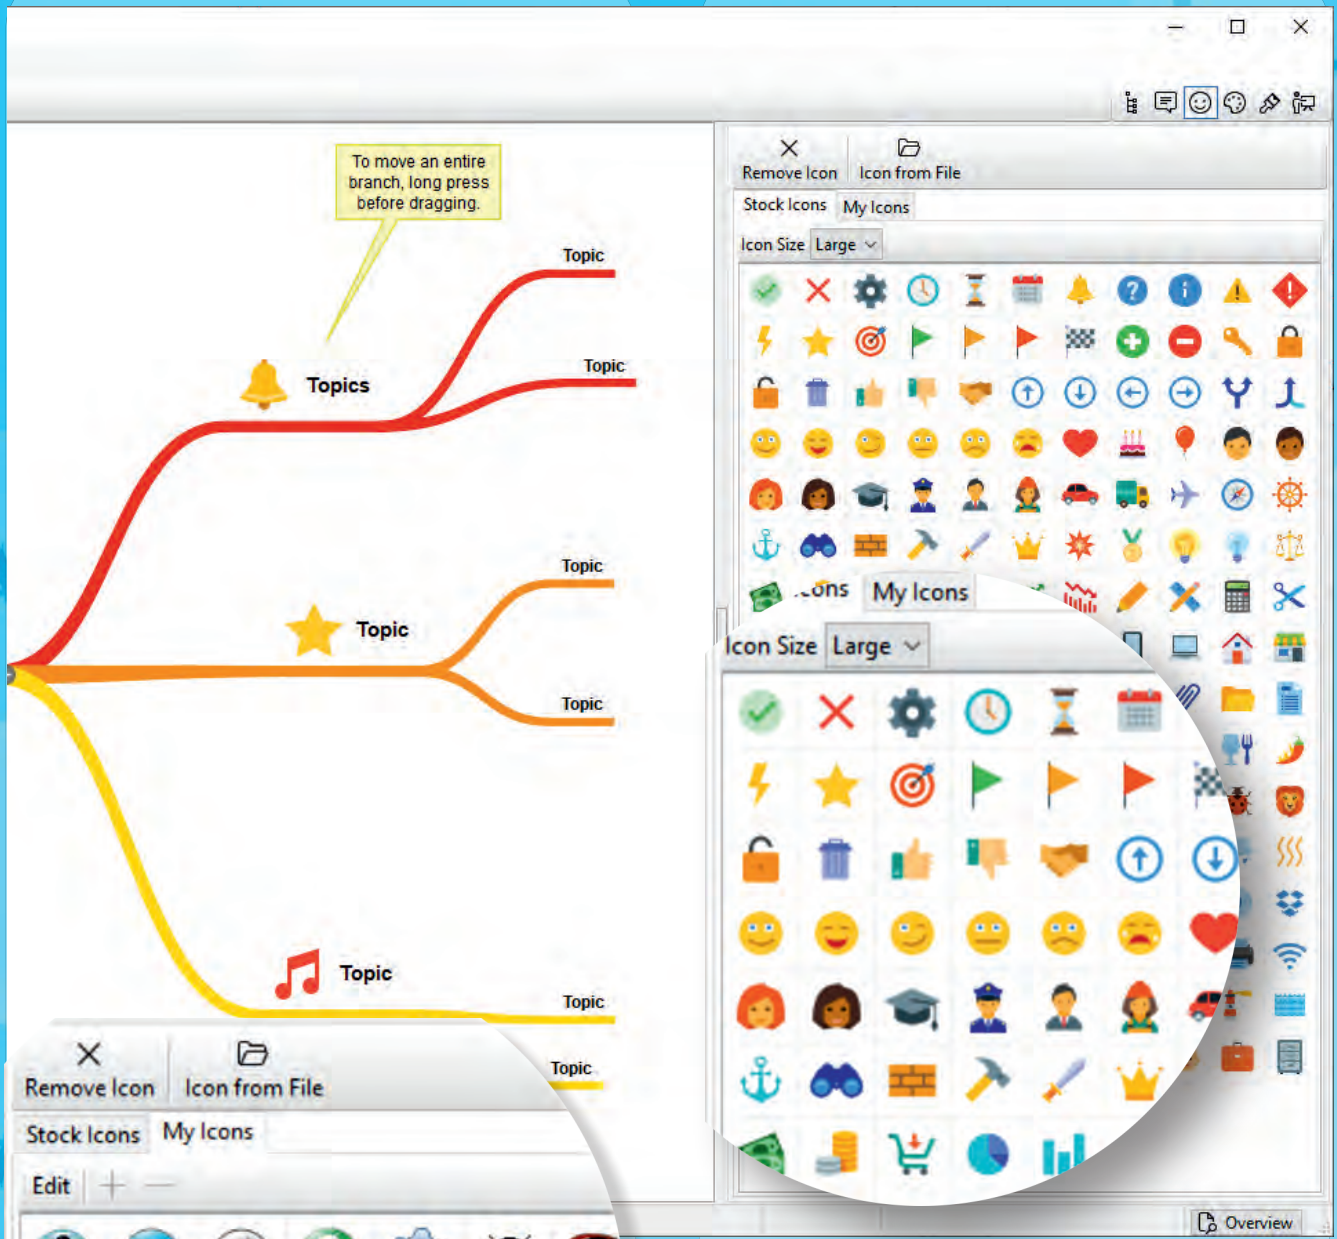 To move an entire
branch, long press
before dragging.
Topic
Topic
Topics
Topic
Topic
Topic
Topic
Topic
Topic
Remove Icon Icon from File
Stock Icons My Icons
Icon Size Large
My Icons
Icon Size Large
Remove Icon Icon from File
Stock Icons My Icons
Edit
Overview